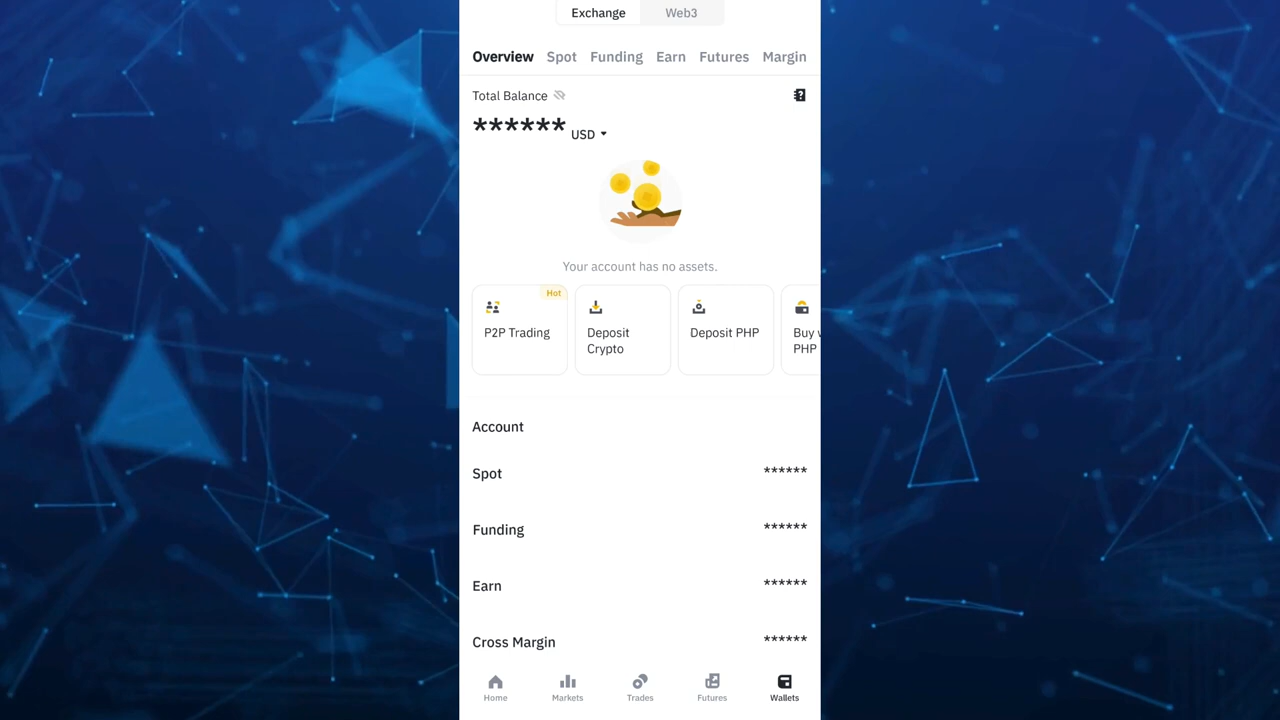 Exchange Web3
Overview Spot Funding Earn Futures Margin
Total Balance
****** USD
Your account has no assets.
Hot
P2P Trading
Deposit
Crypto
Deposit PHP
Buy
PHP
Account
Spot ******
Funding ******
Earn ******
Cross Margin ******
Home Markets Trades Futures Wallets